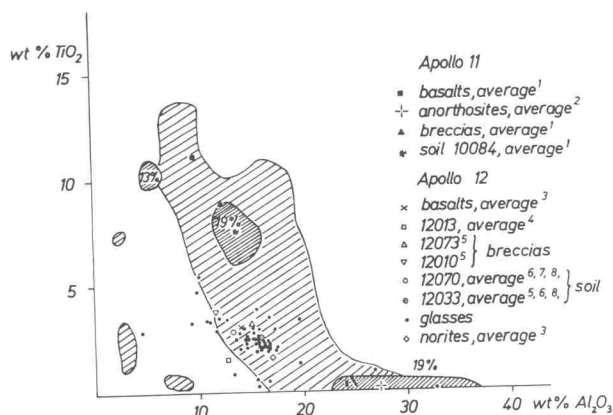 wt % TiO₂
15
10
5
13%
19%
19%
10
20
30
40
wt% Al₂O₃
Apollo 11
basalts, average¹
anorthosites, average²
breccias, average¹
soil 10084, average¹
Apollo 12
basalts, average³
12013, average⁴
12073⁵
12010⁵
breccias
12070, average⁶,⁷,⁸,
12033, average⁵,⁶,⁸,
soil
glasses
norites, average³